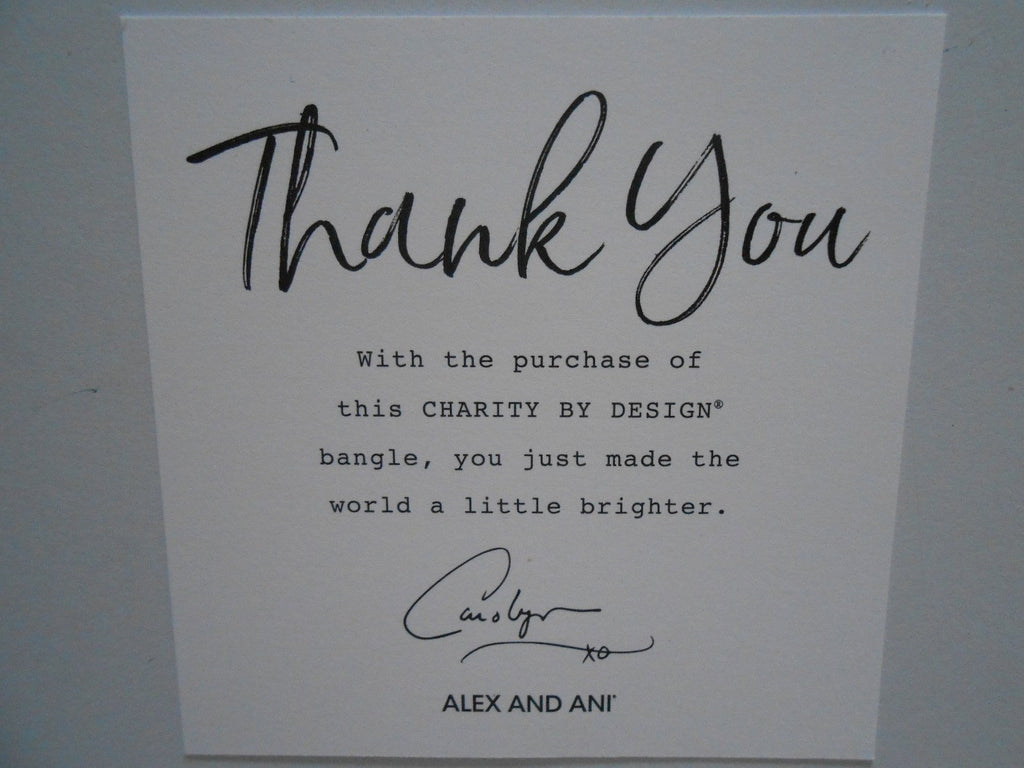 Thank You
With the purchase of
this CHARITY BY DESIGN®
bangle, you just made the
world a little brighter.
Carolyn
xo
ALEX AND ANI